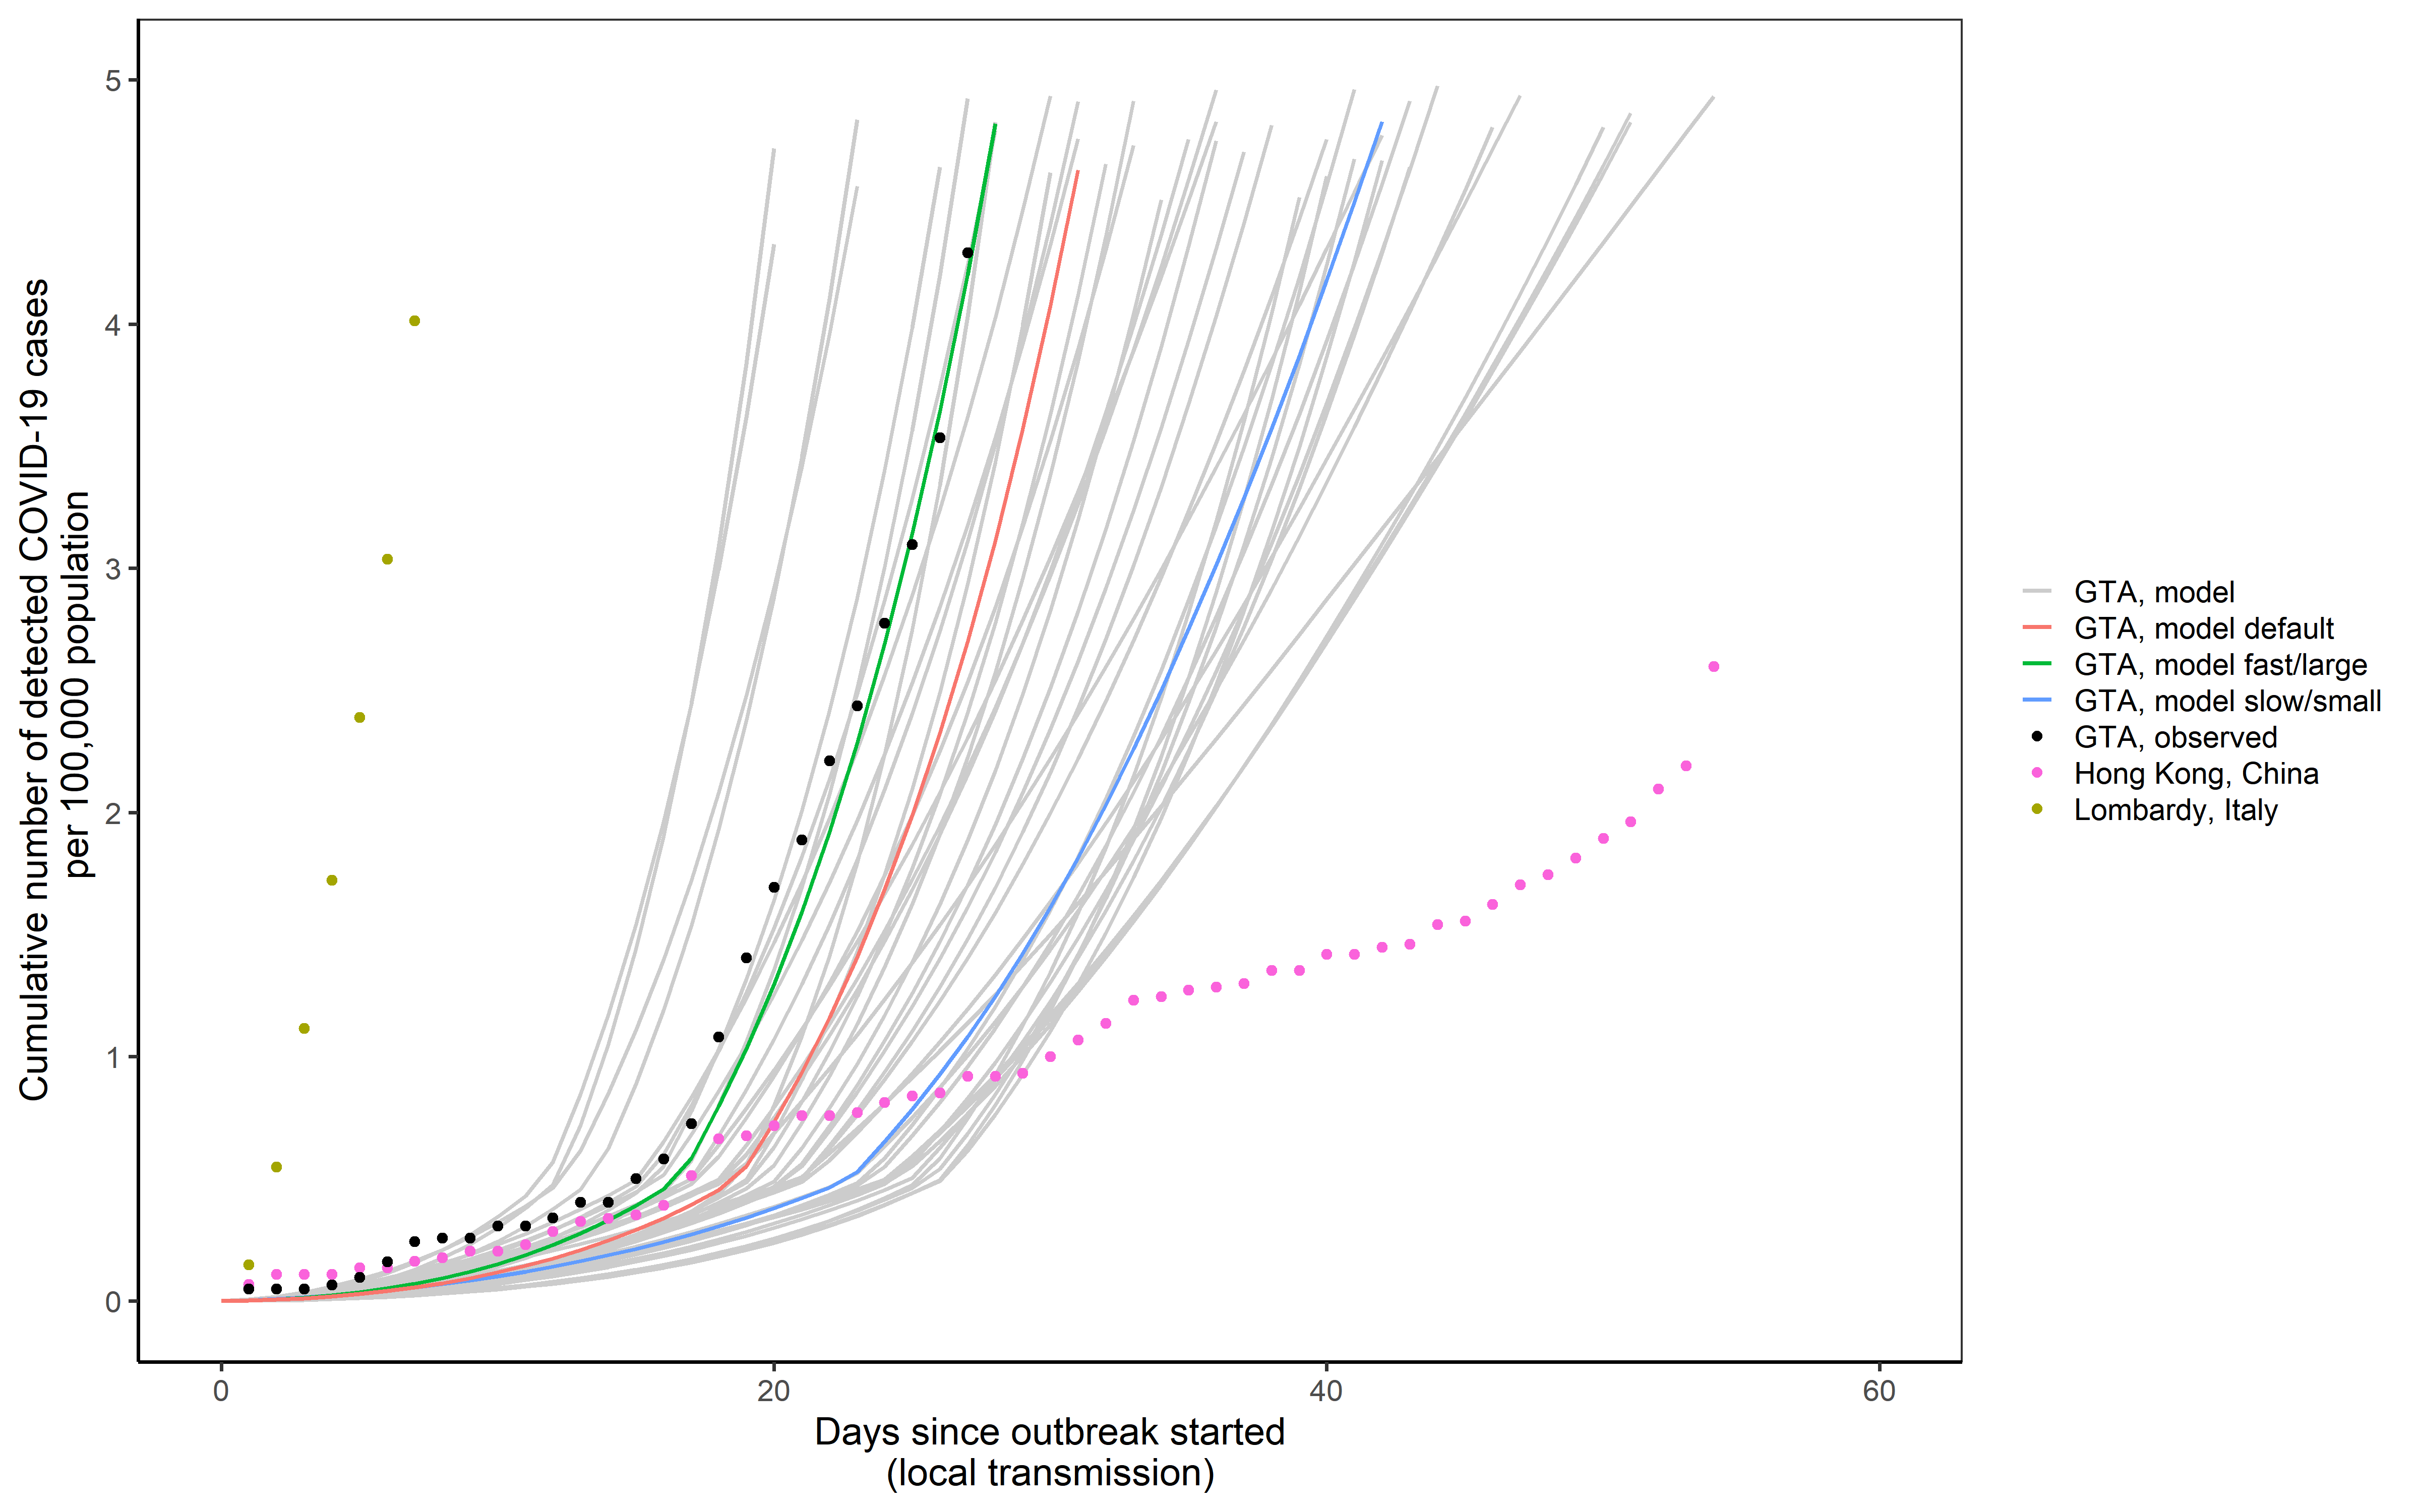 Cumulative number of detected COVID-19 cases
per 100,000 population
5
4
3
2
1
0
0
20
40
60
Days since outbreak started
(local transmission)
GTA, model
GTA, model default
GTA, model fast/large
GTA, model slow/small
GTA, observed
Hong Kong, China
Lombardy, Italy